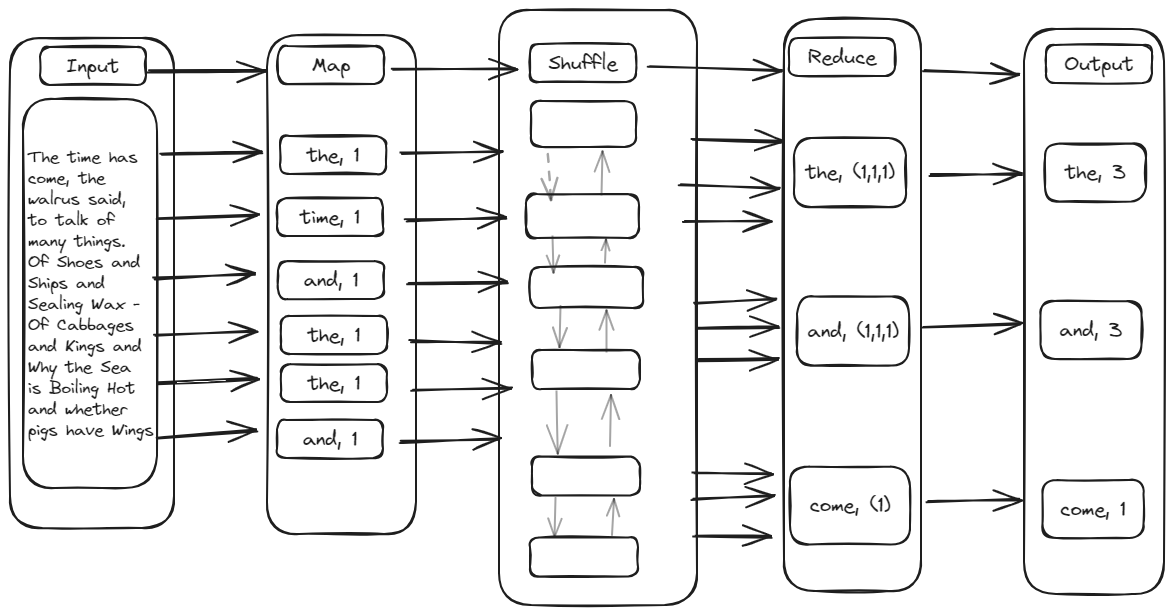 Input
Map
Shuffle
Reduce
Output
The time has
come, the
walrus said,
to talk of
many things.
Of Shoes and
Ships and
Sealing Wax -
Of Cabbages
and Kings and
Why the Sea
is Boiling Hot
and whether
pigs have Wings
the, 1
time, 1
and, 1
the, 1
the, 1
and, 1
the, (1,1,1)
and, (1,1,1)
come, (1)
the, 3
and, 3
come, 1